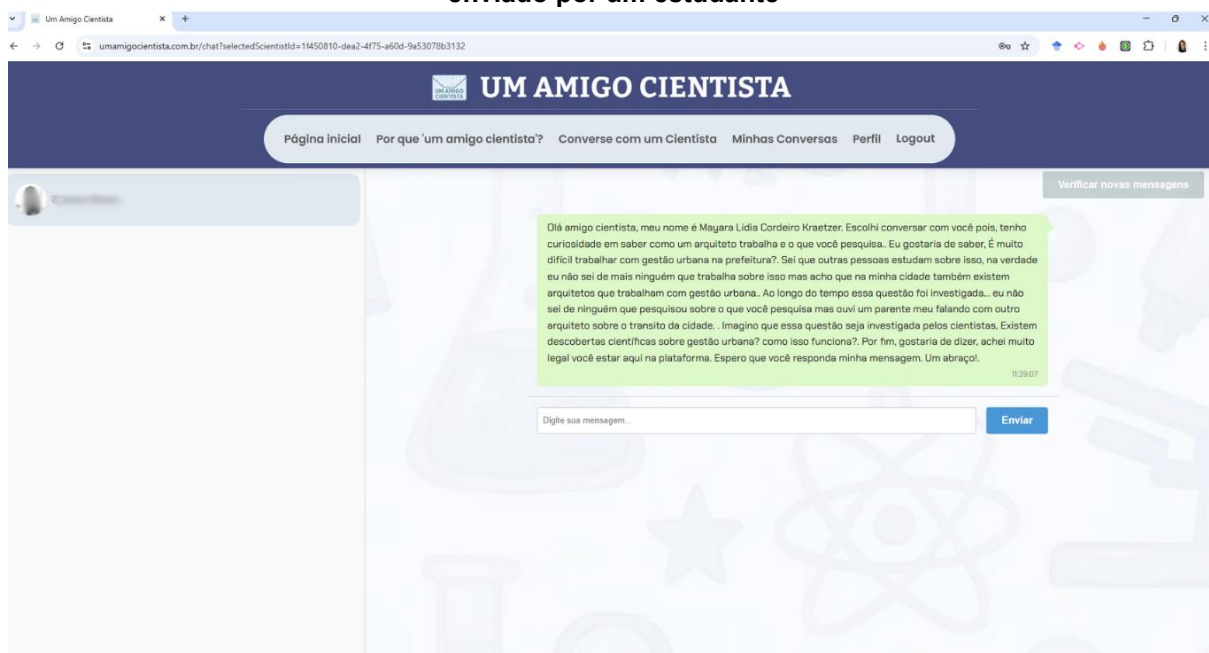 enviado por um estudante
Um Amigo Cientista
umamigocientista.com.br/chat?selectedScientistId=1f450810-dea2-4f75-a60d-9a53078b3132
UM AMIGO CIENTISTA
UM AMIGO CIENTISTA
Página inicial Por que 'um amigo cientista'? Converse com um Cientista Minhas Conversas Perfil Logout
Verificar novas mensagens
Olá amigo cientista, meu nome é Mayara Lídia Cordeiro Kraetzer. Escolhi conversar com você pois, tenho
curiosidade em saber como um arquiteto trabalha e o que você pesquisa.. Eu gostaria de saber, É muito
difícil trabalhar com gestão urbana na prefeitura?. Sei que outras pessoas estudam sobre isso, na verdade
eu não sei de mais ninguém que trabalha sobre isso mas acho que na minha cidade também existem
arquitetos que trabalham com gestão urbana.. Ao longo do tempo essa questão foi investigada... eu não
sei de ninguém que pesquisou sobre o que você pesquisa mas ouvi um parente meu falando com outro
arquiteto sobre o transito da cidade. . Imagino que essa questão seja investigada pelos cientistas, Existem
descobertas científicas sobre gestão urbana? como isso funciona?. Por fim, gostaria de dizer, achei muito
legal você estar aqui na plataforma. Espero que você responda minha mensagem. Um abraço!.
11:39:07
Digite sua mensagem...
Enviar